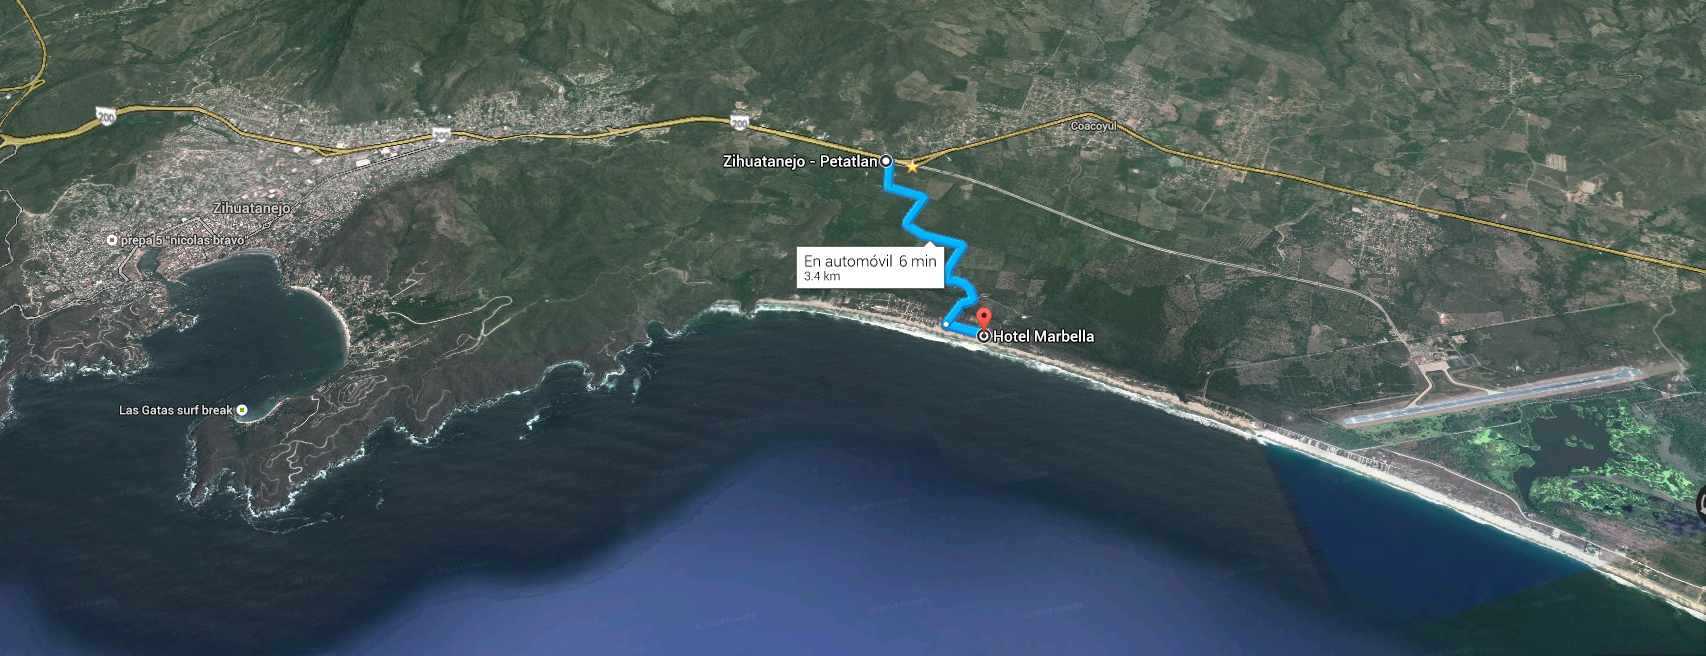 200
200
200
Coacoyul
Zihuatanejo - Petatlan
Zihuatanejo
prepa 5 "nicolas bravo"
En automóvil 6 min
3.4 km
Hotel Marbella
Las Gatas surf break